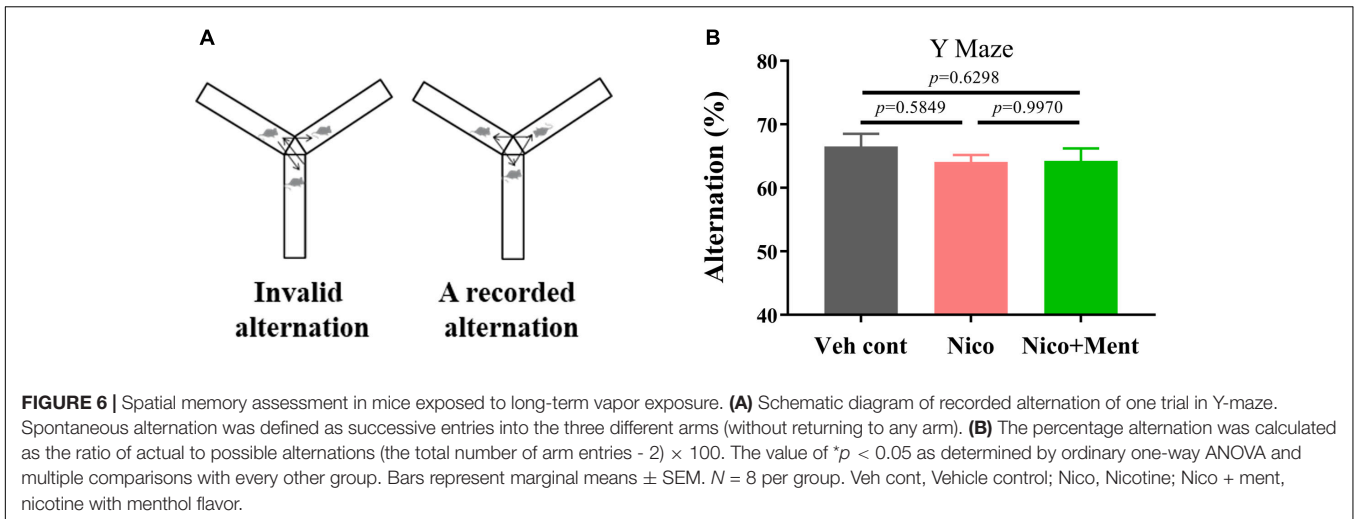 A
Invalid
alternation
A recorded
alternation
B
Y Maze
p=0.6298
p=0.5849
p=0.9970
Alternation (%)
80
70
60
50
40
Veh cont
Nico
Nico+Ment
FIGURE 6 | Spatial memory assessment in mice exposed to long-term vapor exposure. (A) Schematic diagram of recorded alternation of one trial in Y-maze.
Spontaneous alternation was defined as successive entries into the three different arms (without returning to any arm). (B) The percentage alternation was calculated
as the ratio of actual to possible alternations (the total number of arm entries - 2) × 100. The value of *p < 0.05 as determined by ordinary one-way ANOVA and
multiple comparisons with every other group. Bars represent marginal means ± SEM. N = 8 per group. Veh cont, Vehicle control; Nico, Nicotine; Nico + ment,
nicotine with menthol flavor.